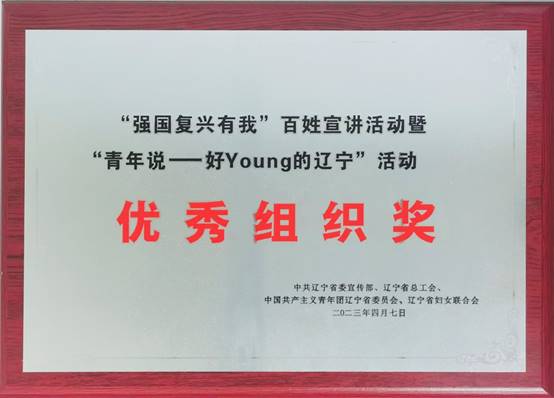 “强国复兴有我”百姓宣讲活动暨
“青年说——好Young的辽宁”活动
优秀组织奖
中共辽宁省委宣传部、辽宁省总工会、
中国共产主义青年团辽宁省委员会、辽宁省妇女联合会
二〇二三年四月七日